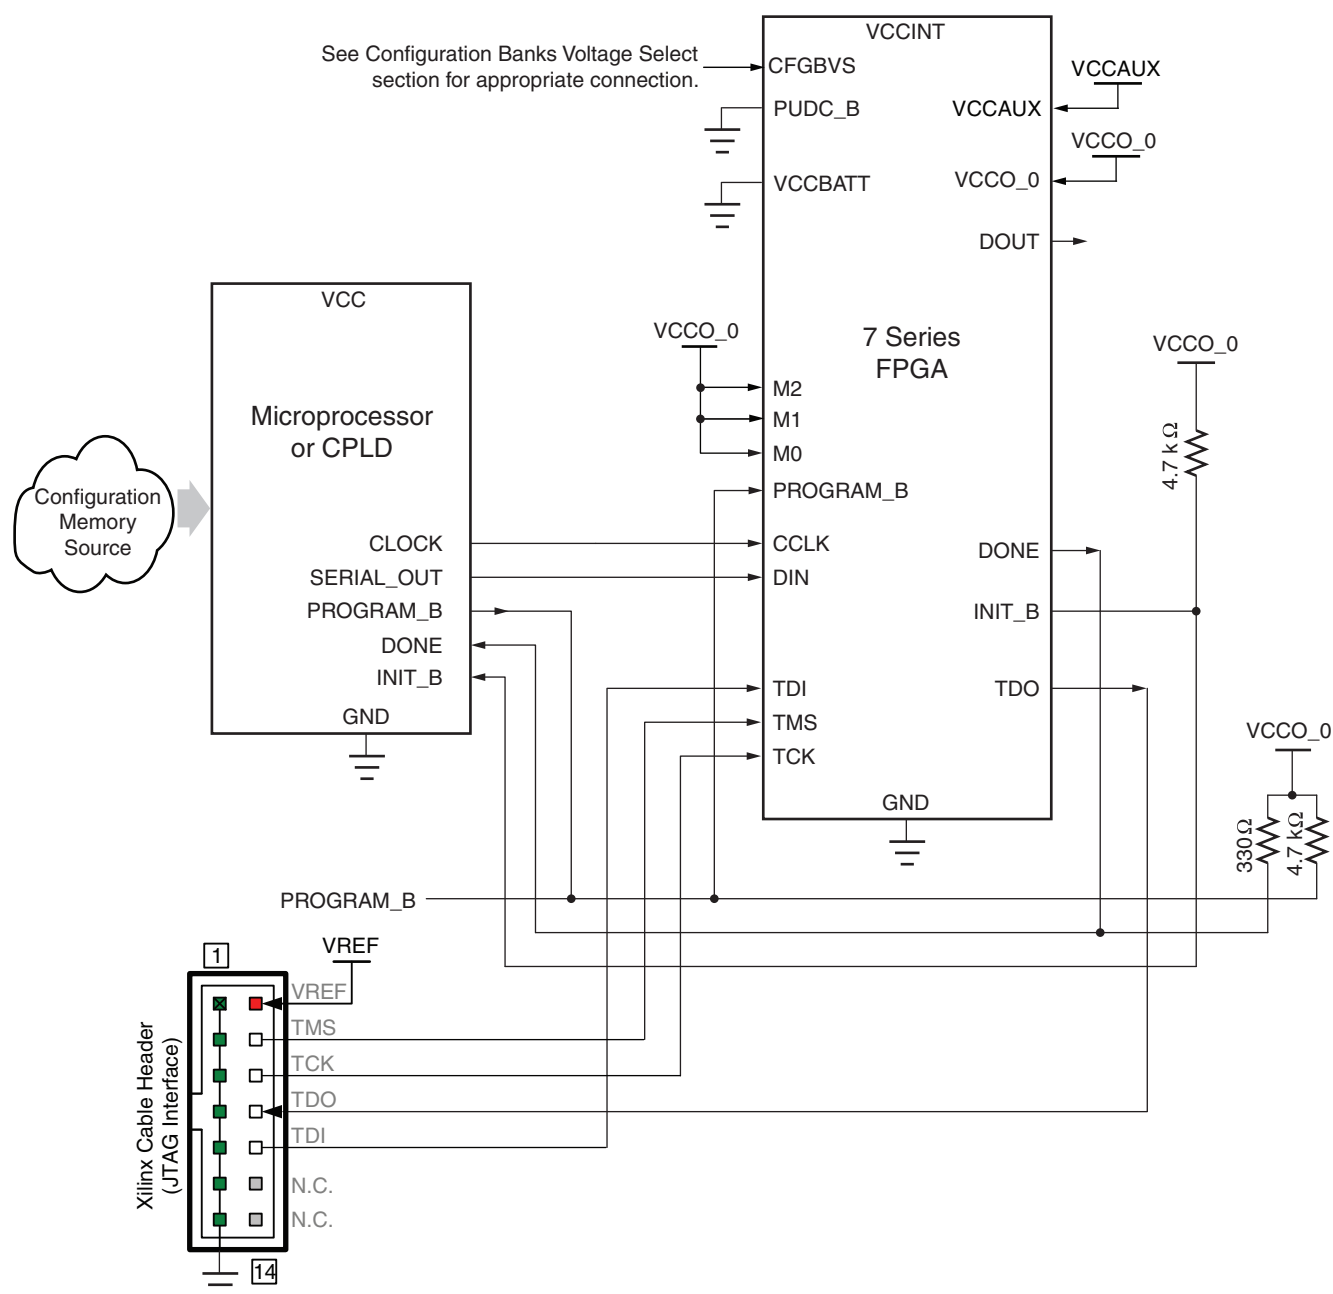 VCCINT
See Configuration Banks Voltage Select
section for appropriate connection.
CFGBVS
VCCAUX
PUDC_B
VCCAUX
VCCO_0
VCCBATT
VCCO_0
DOUT
VCC
VCCO_0
7 Series
FPGA
VCCO_0
M2
Microprocessor
or CPLD
M1
M0
4.7 k Ω
Configuration
Memory
Source
PROGRAM_B
CLOCK
CCLK
DONE
SERIAL_OUT
DIN
PROGRAM_B
INIT_B
DONE
INIT_B
TDI
TDO
GND
TMS
VCCO_0
TCK
GND
330Ω
4.7 kΩ
PROGRAM_B
1
VREF
VREF
TMS
TCK
TDO
TDI
N.C.
N.C.
Xilinx Cable Header
(JTAG Interface)
14